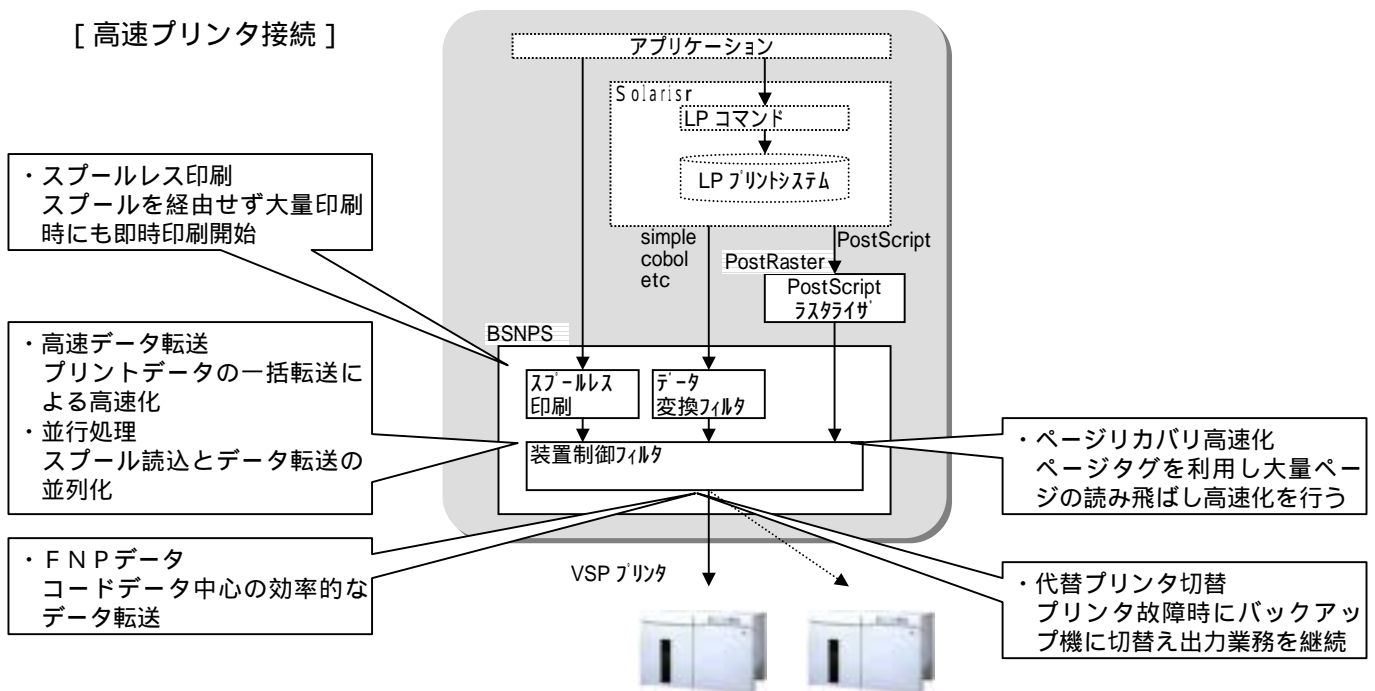 [ 高速プリンタ接続 ]
アプリケーション
Solarisr
LP コマンド
LP プリントシステム
・スプールレス印刷
スプールを経由せず大量印刷
時にも即時印刷開始
simple
cobol
etc
PostScript
PostRaster
PostScript
ラスタライザ
BSNPS
・高速データ転送
プリントデータの一括転送に
よる高速化
・並行処理
スプール読込とデータ転送の
並列化
スプールレス
印刷
データ
変換フィルタ
装置制御フィルタ
・ページリカバリ高速化
ページタグを利用し大量ペー
ジの読み飛ばし高速化を行う
・ＦＮＰデータ
コードデータ中心の効率的な
データ転送
VSP プリンタ
・代替プリンタ切替
プリンタ故障時にバックアッ
プ機に切替え出力業務を継続